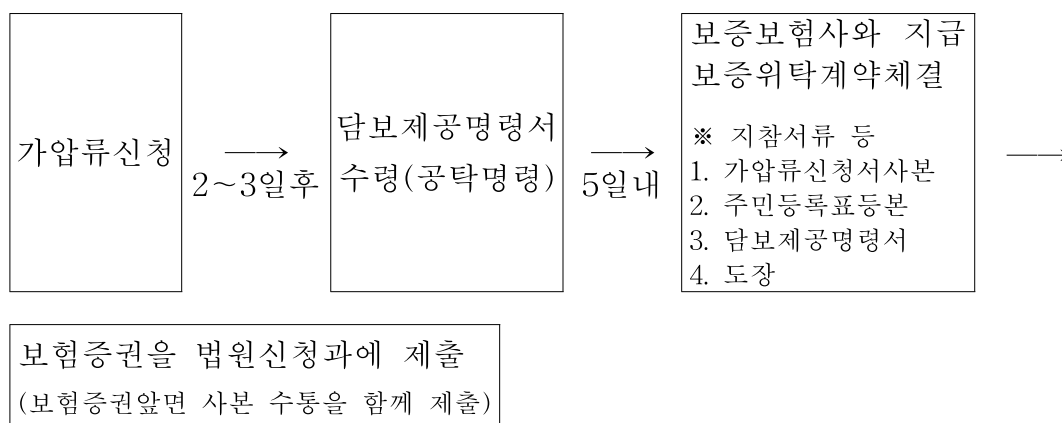 가압류신청
⟶
2~3일후
담보제공명령서
수령(공탁명령)
⟶
5일내
보증보험사와 지급
보증위탁계약체결
※ 지참서류 등
1. 가압류신청서사본
2. 주민등록표등본
3. 담보제공명령서
4. 도장
⟶
보험증권을 법원신청과에 제출
(보험증권앞면 사본 수통을 함께 제출)